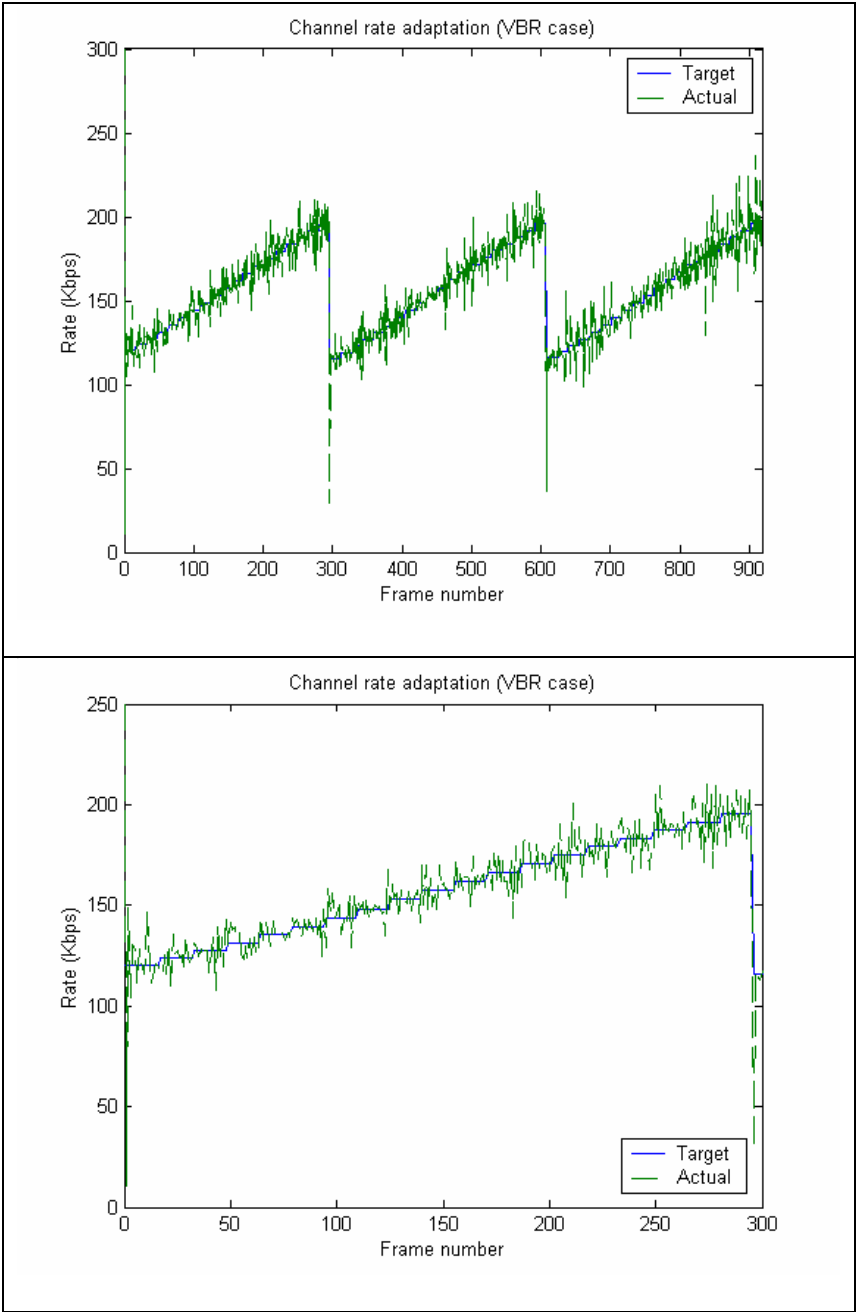 Channel rate adaptation (VBR case)
300
250
200
150
100
50
0
Rate (Kbps)
Target
Actual
0 100 200 300 400 500 600 700 800 900
Frame number
Channel rate adaptation (VBR case)
250
200
150
100
50
0
Rate (Kbps)
Target
Actual
0 50 100 150 200 250 300
Frame number